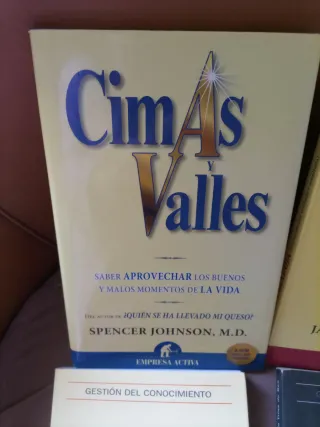 Cimas
y
Valles
SABER APROVECHAR LOS BUENOS
Y MALOS MOMENTOS DE LA VIDA
DEL AUTOR DE ¿QUIÉN SE HA LLEVADO MI QUESO?
SPENCER JOHNSON, M.D.
EMPRESA ACTIVA
GESTIÓN DEL CONOCIMIENTO